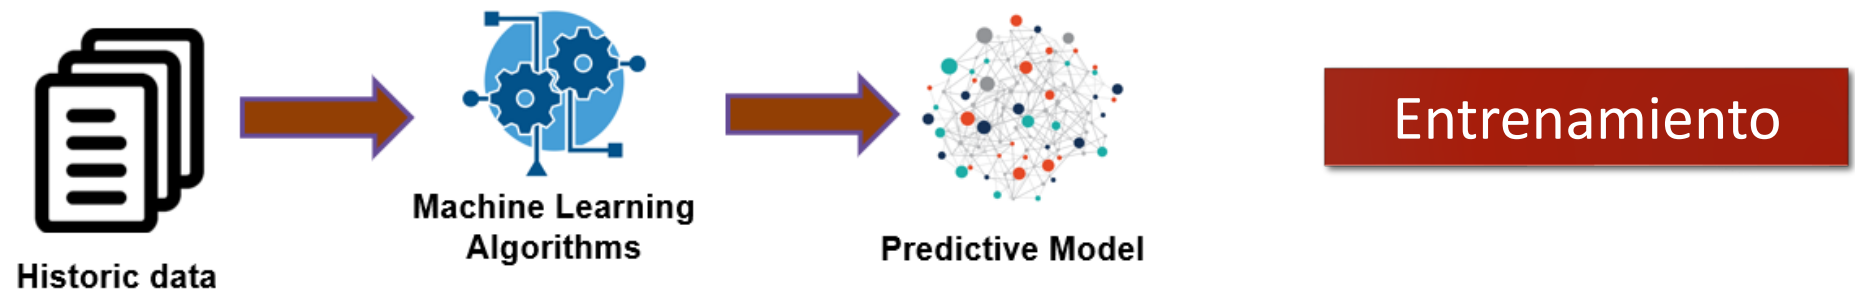 Historic data
Machine Learning
Algorithms
Predictive Model
Entrenamiento